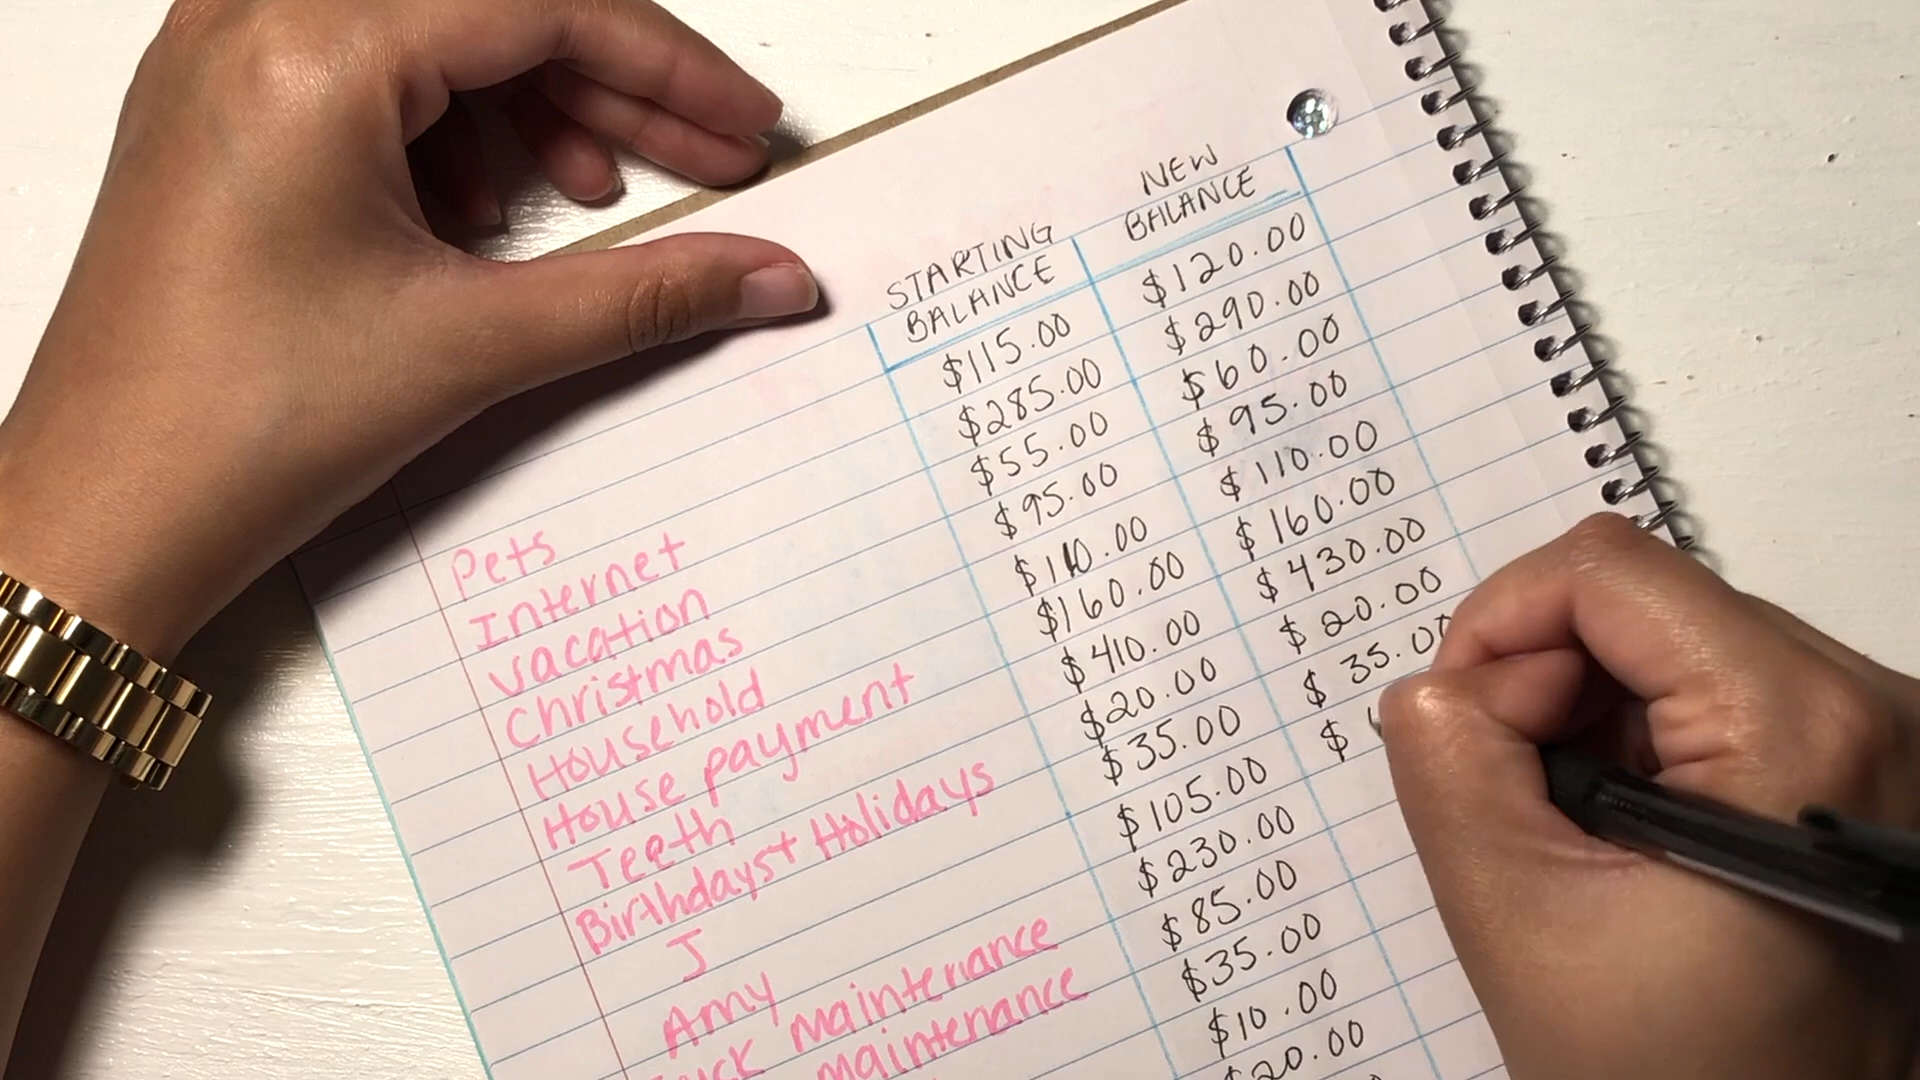 STARTING BALANCE NEW BALANCE
Pets $115.00 $120.00
Internet $285.00 $290.00
Vacation $55.00 $60.00
Christmas $95.00 $95.00
Household $110.00 $110.00
House payment $160.00 $160.00
Teeth $410.00 $430.00
Birthdays + Holidays $20.00 $20.00
J $35.00 $35.00
Amy $105.00 $
maintenance $230.00
maintenance $85.00
$35.00
$10.00
$20.00